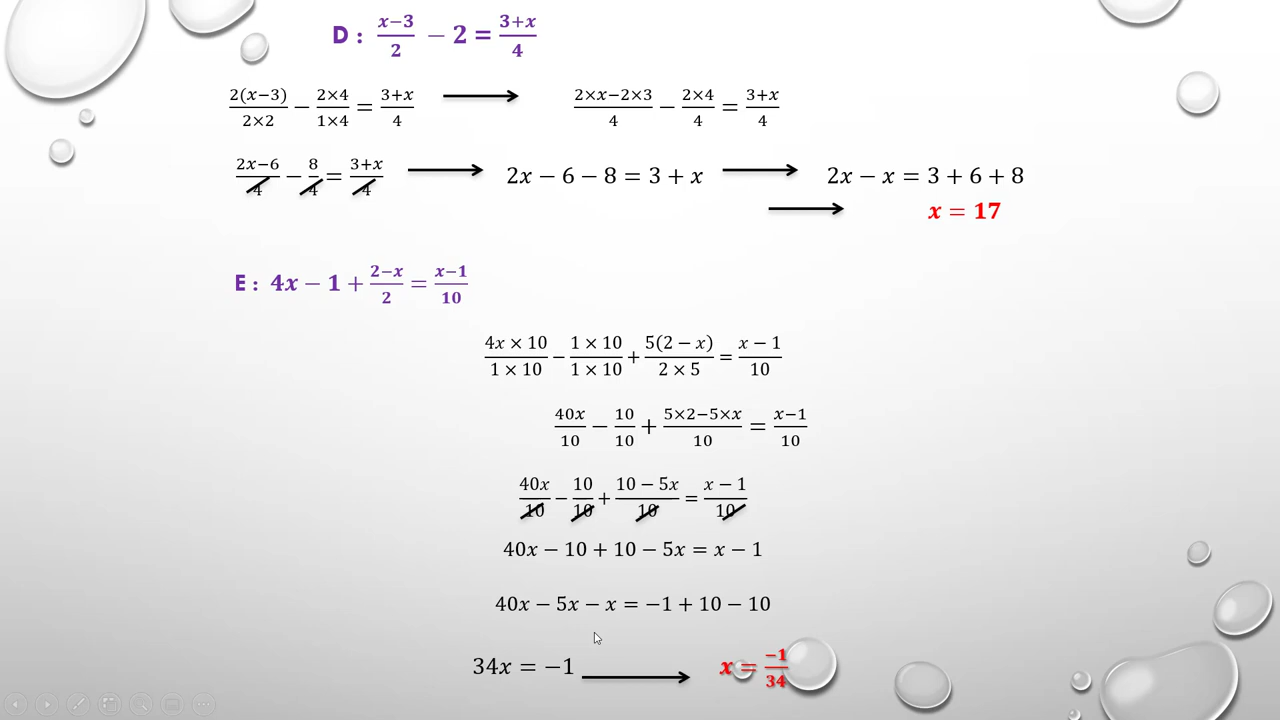 D : (x−3)/2 − 2 = (3+x)/4
2(x−3)/(2×2) − (2×4)/(1×4) = (3+x)/4 ⟶ (2×x−2×3)/4 − (2×4)/4 = (3+x)/4
(2x−6)/4 − 8/4 = (3+x)/4 ⟶ 2x − 6 − 8 = 3 + x ⟶ 2x − x = 3 + 6 + 8
⟶ x = 17
E : 4x − 1 + (2−x)/2 = (x−1)/10
(4x × 10)/(1 × 10) − (1 × 10)/(1 × 10) + 5(2 − x)/(2 × 5) = (x − 1)/10
40x/10 − 10/10 + (5×2−5×x)/10 = (x−1)/10
40x/10 − 10/10 + (10 − 5x)/10 = (x − 1)/10
40x − 10 + 10 − 5x = x − 1
40x − 5x − x = −1 + 10 − 10
34x = −1 ⟶ x = −1/34